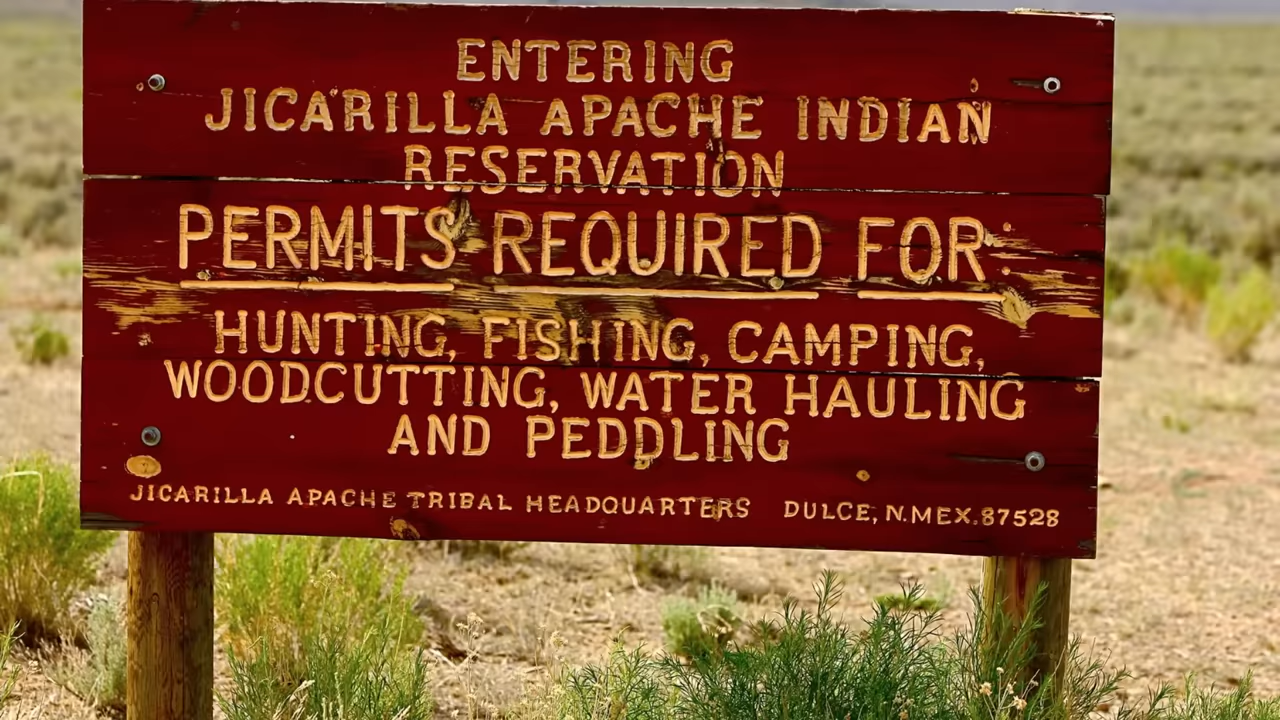 ENTERING
JICARILLA APACHE INDIAN
RESERVATION
PERMITS REQUIRED FOR:
HUNTING, FISHING, CAMPING,
WOODCUTTING, WATER HAULING
AND PEDDLING
JICARILLA APACHE TRIBAL HEADQUARTERS DULCE, N.MEX. 87528